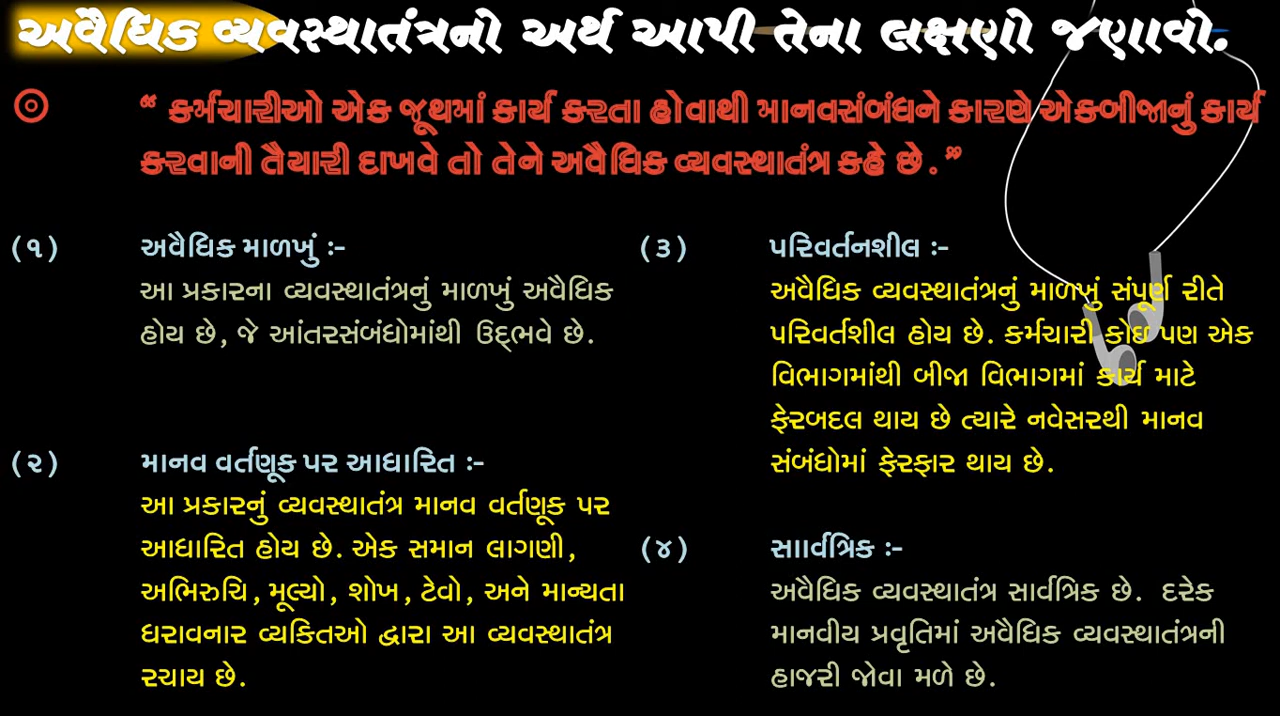 અવૈધિક વ્યવસ્થાતંત્રનો અર્થ આપી તેના લક્ષણો જણાવો.
“ કર્મચારીઓ એક જૂથમાં કાર્ય કરતા હોવાથી માનવસંબંધને કારણે એકબીજાનું કાર્ય
કરવાની તૈયારી દાખવે તો તેને અવૈધિક વ્યવસ્થાતંત્ર કહે છે.”
(૧) અવૈધિક માળખું :-
આ પ્રકારના વ્યવસ્થાતંત્રનું માળખું અવૈધિક
હોય છે, જે આંતરસંબંધોમાંથી ઉદ્ભવે છે.
(૨) માનવ વર્તણૂક પર આધારિત :-
આ પ્રકારનું વ્યવસ્થાતંત્ર માનવ વર્તણૂક પર
આધારિત હોય છે. એક સમાન લાગણી,
અભિરુચિ, મૂલ્યો, શોખ, ટેવો, અને માન્યતા
ધરાવનાર વ્યકિતઓ દ્વારા આ વ્યવસ્થાતંત્ર
રચાય છે.
(૩) પરિવર્તનશીલ :-
અવૈધિક વ્યવસ્થાતંત્રનું માળખું સંપૂર્ણ રીતે
પરિવર્તશીલ હોય છે. કર્મચારી કોઇ પણ એક
વિભાગમાંથી બીજા વિભાગમાં કાર્ય માટે
ફેરબદલ થાય છે ત્યારે નવેસરથી માનવ
સંબંધોમાં ફેરફાર થાય છે.
(૪) સાાર્વત્રિક :-
અવૈધિક વ્યવસ્થાતંત્ર સાર્વત્રિક છે. દરેક
માનવીય પ્રવૃતિમાં અવૈધિક વ્યવસ્થાતંત્રની
હાજરી જોવા મળે છે.